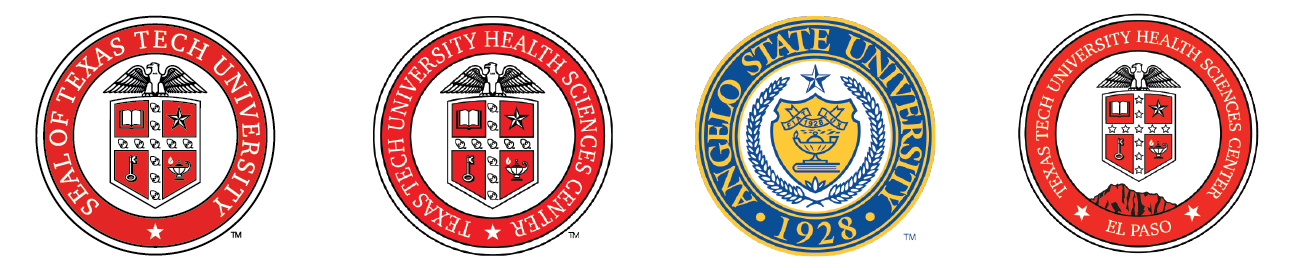 SEAL OF TEXAS TECH UNIVERSITY
TM
TEXAS TECH UNIVERSITY HEALTH SCIENCES CENTER
TM
ANGELO STATE UNIVERSITY
1928
• 1928 •
TM
TEXAS TECH UNIVERSITY HEALTH SCIENCES CENTER
EL PASO